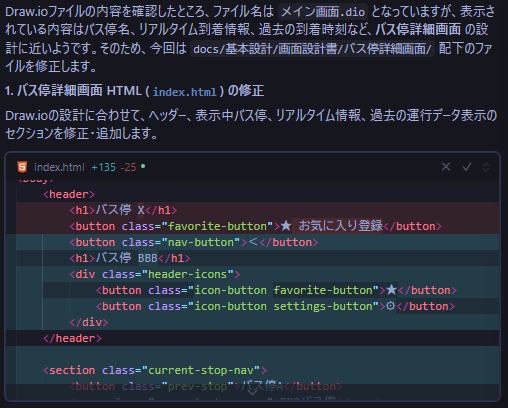 Draw.ioファイルの内容を確認したところ、ファイル名は メイン画面.dio となっていますが、表示
されている内容はバス停名、リアルタイム到着情報、過去の到着時刻など、バス停詳細画面 の設
計に近いようです。そのため、今回は docs/基本設計/画面設計書/バス停詳細画面/ 配下のファ
イルを修正します。
1. バス停詳細画面 HTML ( index.html ) の修正
Draw.ioの設計に合わせて、ヘッダー、表示中バス停、リアルタイム情報、過去の運行データ表示の
セクションを修正・追加します。
index.html +135 -25
<body>
<header>
<h1>バス停 X</h1>
<button class="favorite-button">★ お気に入り登録</button>
<button class="nav-button"><</button>
<h1>バス停 BBB</h1>
<div class="header-icons">
<button class="icon-button favorite-button">★</button>
<button class="icon-button settings-button">⚙</button>
</div>
</header>
<section class="current-stop-nav">
<button class="prev-stop">バス停A</button>